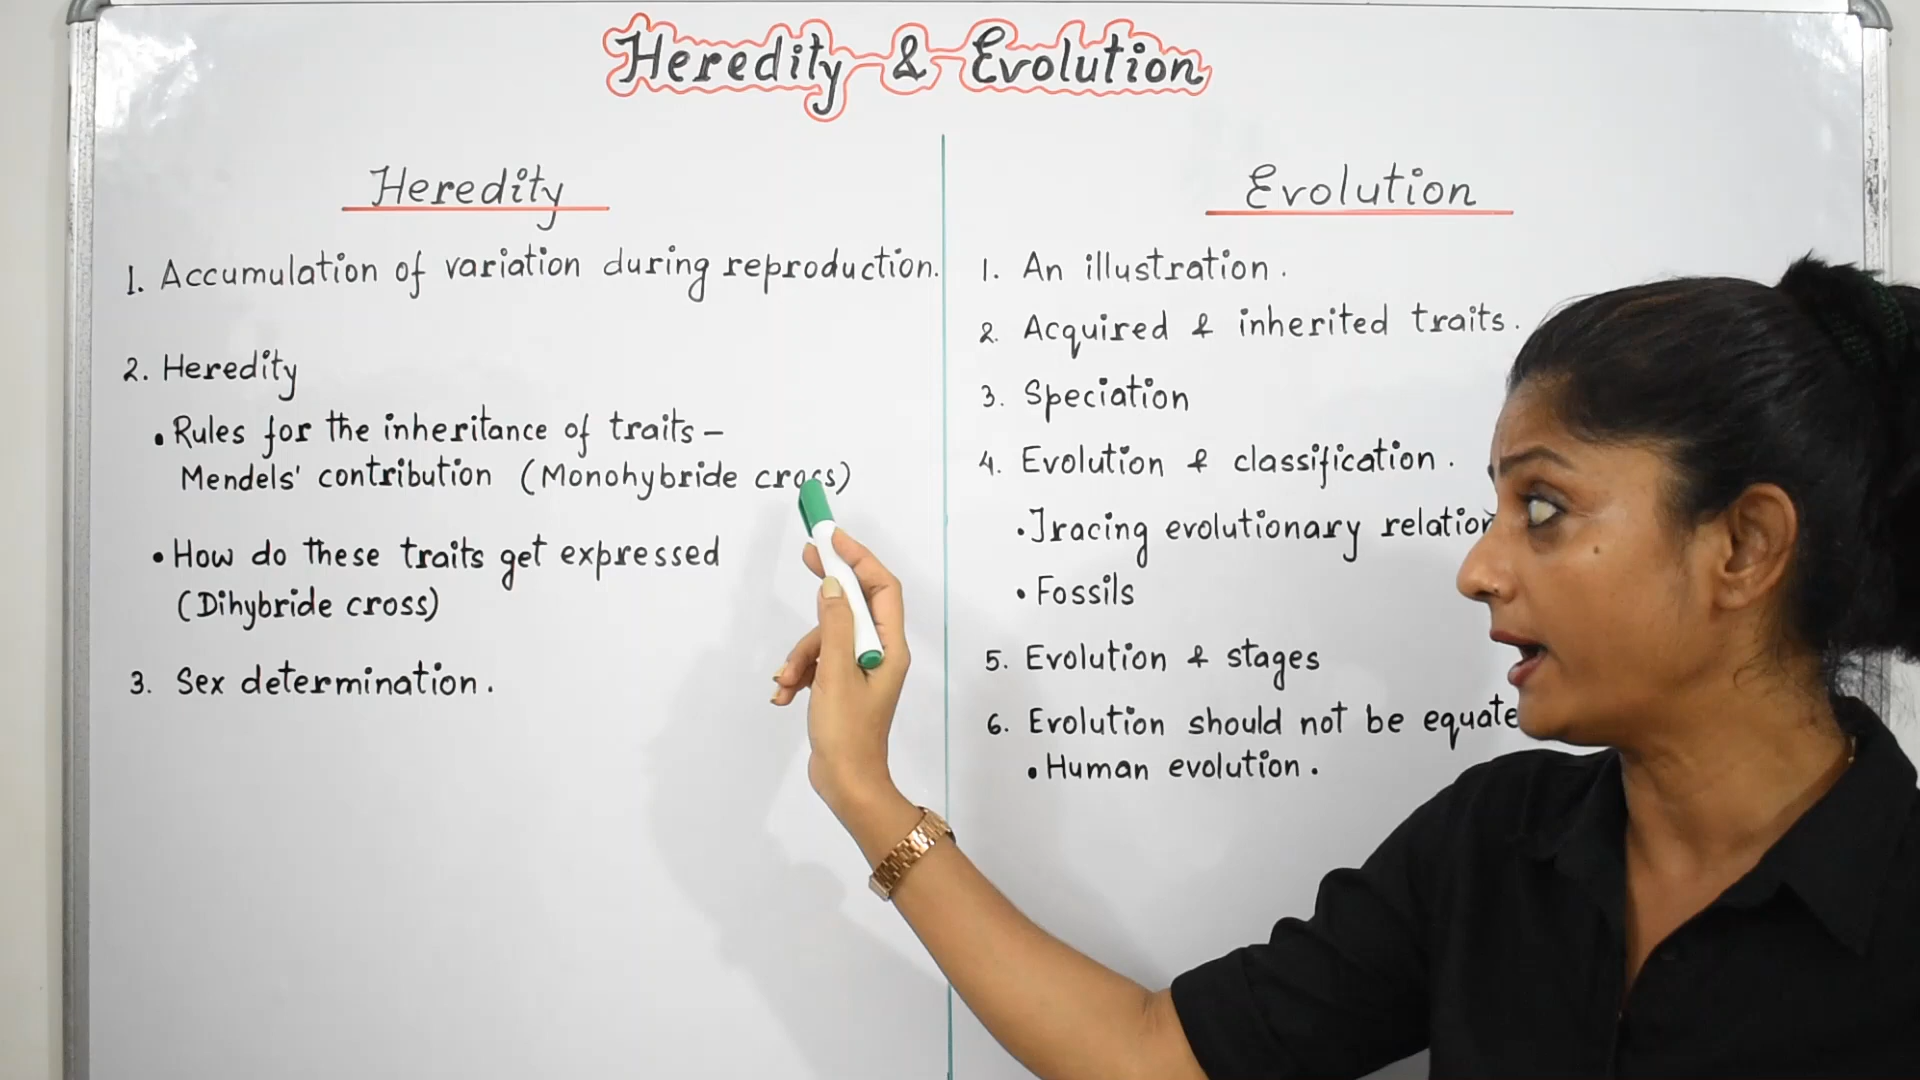 Heredity & Evolution
Heredity
1. Accumulation of variation during reproduction.
2. Heredity
• Rules for the inheritance of traits –
Mendels' contribution (Monohybride cross)
• How do these traits get expressed
(Dihybride cross)
3. Sex determination.
Evolution
1. An illustration.
2. Acquired & inherited traits.
3. Speciation
4. Evolution & classification.
• Tracing evolutionary
• Fossils
5. Evolution & stages
6. Evolution should not be
• Human evolution.